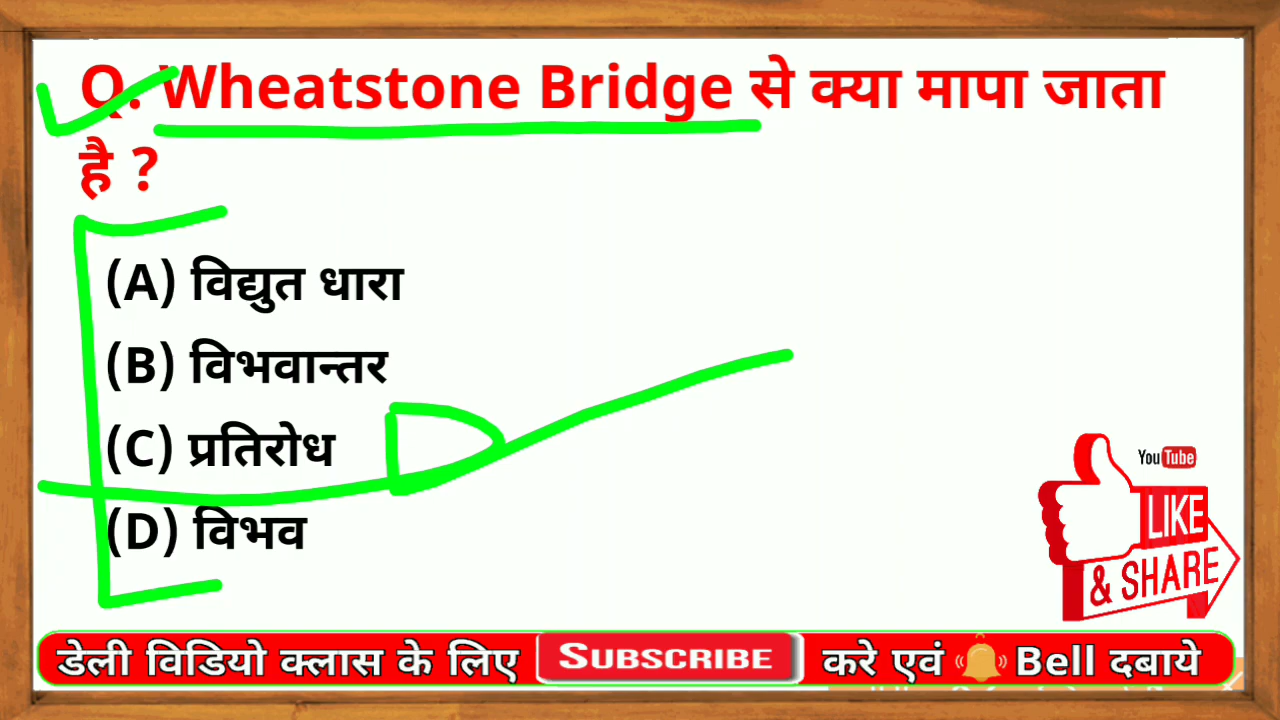 Q. Wheatstone Bridge से क्या मापा जाता
है ?
(A) विद्युत धारा
(B) विभवान्तर
(C) प्रतिरोध
(D) विभव
YouTube
LIKE
& SHARE
डेली विडियो क्लास के लिए SUBSCRIBE करे एवं Bell दबाये